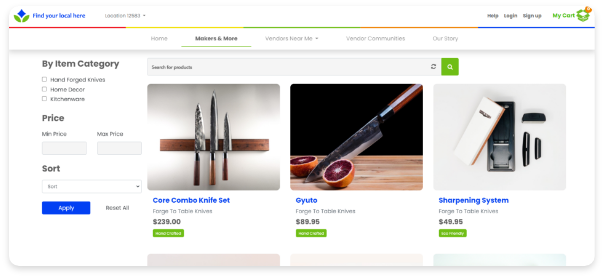 Find your local here
Location 12983
Help Login Sign up My Cart
Home Makers & More Vendors Near Me Vendor Communities Our Story
By Item Category
Hand Forged Knives
Home Decor
Kitchenware
Price
Min Price Max Price
Sort
Sort
Apply Reset All
Search for products
Core Combo Knife Set
Forge To Table Knives
$239.00
Hand Crafted
Gyuto
Forge To Table Knives
$89.95
Hand Crafted
Sharpening System
Forge To Table Knives
$49.95
Eco Friendly